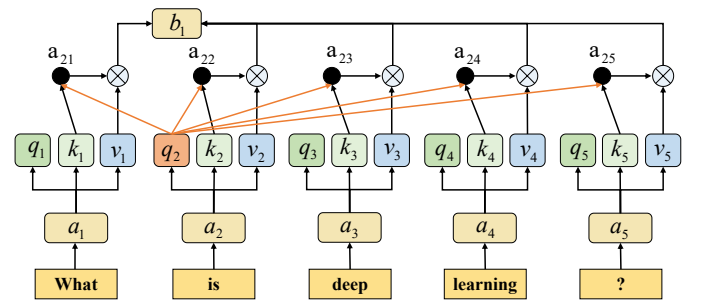 b1
a21 a22 a23 a24 a25
q1 k1 v1 q2 k2 v2 q3 k3 v3 q4 k4 v4 q5 k5 v5
a1 a2 a3 a4 a5
What is deep learning ?